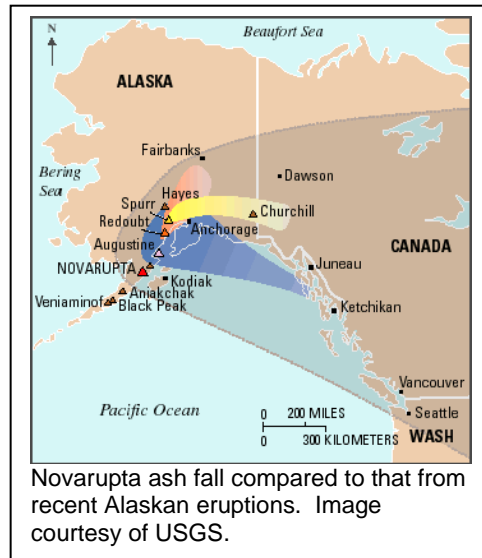 N
Beaufort Sea
ALASKA
Fairbanks
Bering
Sea
Dawson
Hayes
Spurr
Churchill
Redoubt
Anchorage
Augustine
CANADA
NOVARUPTA
Juneau
Kodiak
Aniakchak
Veniaminof
Black Peak
Ketchikan
Vancouver
Pacific Ocean
0 200 MILES
0 300 KILOMETERS
Seattle
WASH
Novarupta ash fall compared to that from
recent Alaskan eruptions. Image
courtesy of USGS.